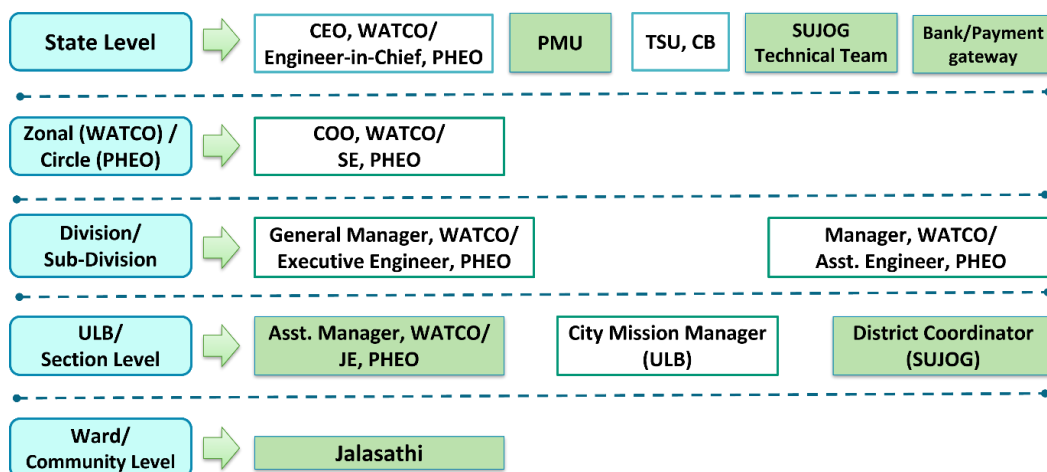 State Level
CEO, WATCO/
Engineer-in-Chief, PHEO
PMU
TSU, CB
SUJOG
Technical Team
Bank/Payment
gateway
Zonal (WATCO) /
Circle (PHEO)
COO, WATCO/
SE, PHEO
Division/
Sub-Division
General Manager, WATCO/
Executive Engineer, PHEO
Manager, WATCO/
Asst. Engineer, PHEO
ULB/
Section Level
Asst. Manager, WATCO/
JE, PHEO
City Mission Manager
(ULB)
District Coordinator
(SUJOG)
Ward/
Community Level
Jalasathi